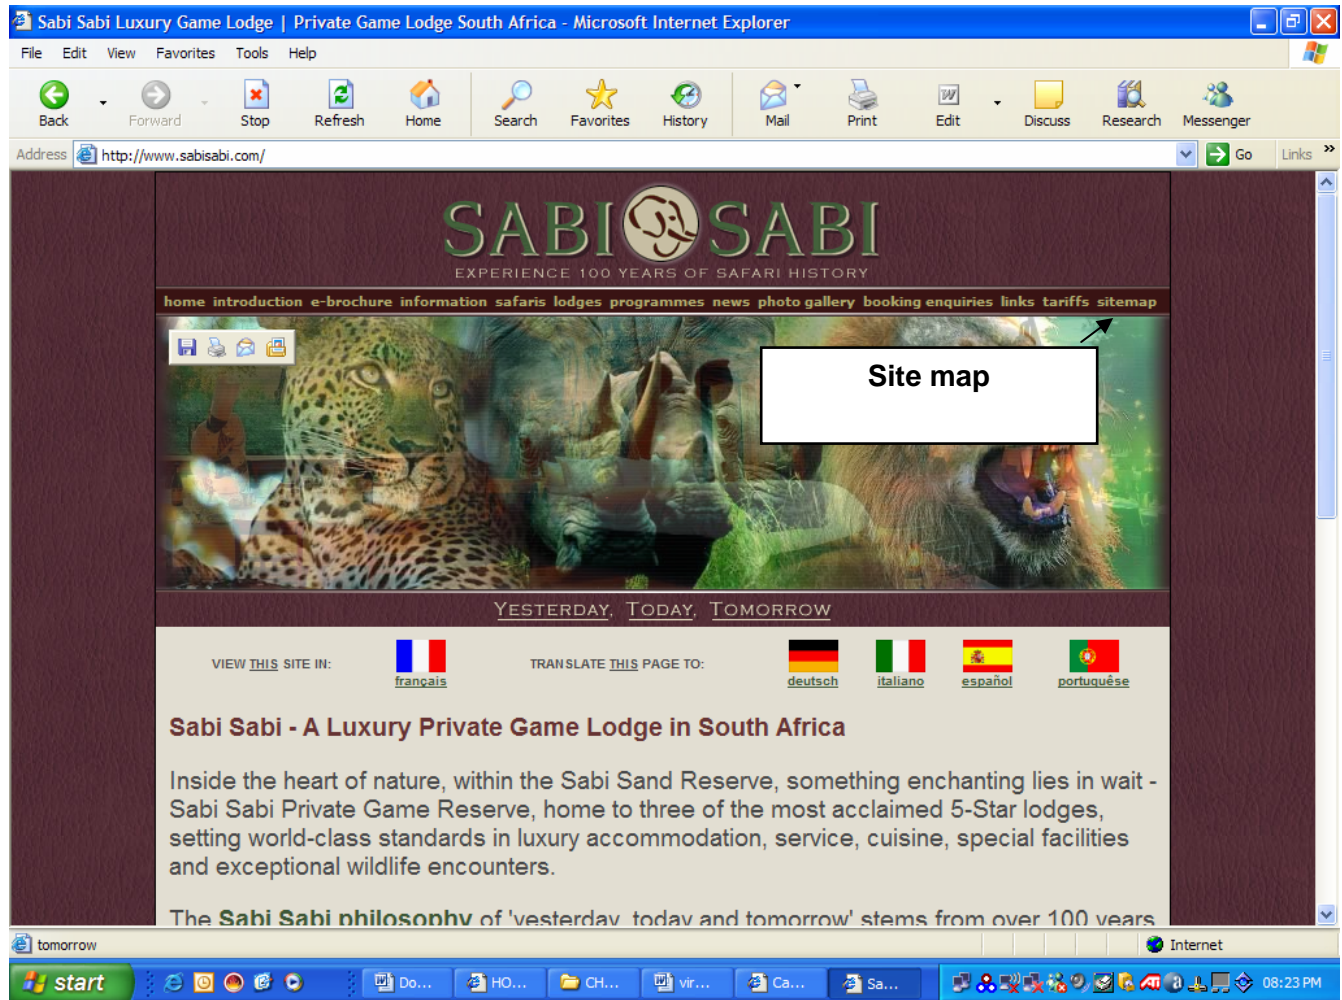 Sabi Sabi Luxury Game Lodge | Private Game Lodge South Africa - Microsoft Internet Explorer
File Edit View Favorites Tools Help
Back Forward Stop Refresh Home Search Favorites History Mail Print Edit Discuss Research Messenger
Address http://www.sabisabi.com/ Go Links »
SABI SABI
EXPERIENCE 100 YEARS OF SAFARI HISTORY
home introduction e-brochure information safaris lodges programmes news photo gallery booking enquiries links tariffs sitemap
Site map
YESTERDAY, TODAY, TOMORROW
VIEW THIS SITE IN: français TRANSLATE THIS PAGE TO: deutsch italiano español portuguêse
Sabi Sabi - A Luxury Private Game Lodge in South Africa
Inside the heart of nature, within the Sabi Sand Reserve, something enchanting lies in wait -
Sabi Sabi Private Game Reserve, home to three of the most acclaimed 5-Star lodges,
setting world-class standards in luxury accommodation, service, cuisine, special facilities
and exceptional wildlife encounters.
The Sabi Sabi philosophy of 'yesterday, today and tomorrow' stems from over 100 years
tomorrow Internet
start Do... HO... CH... vir... Ca... Sa... 08:23 PM